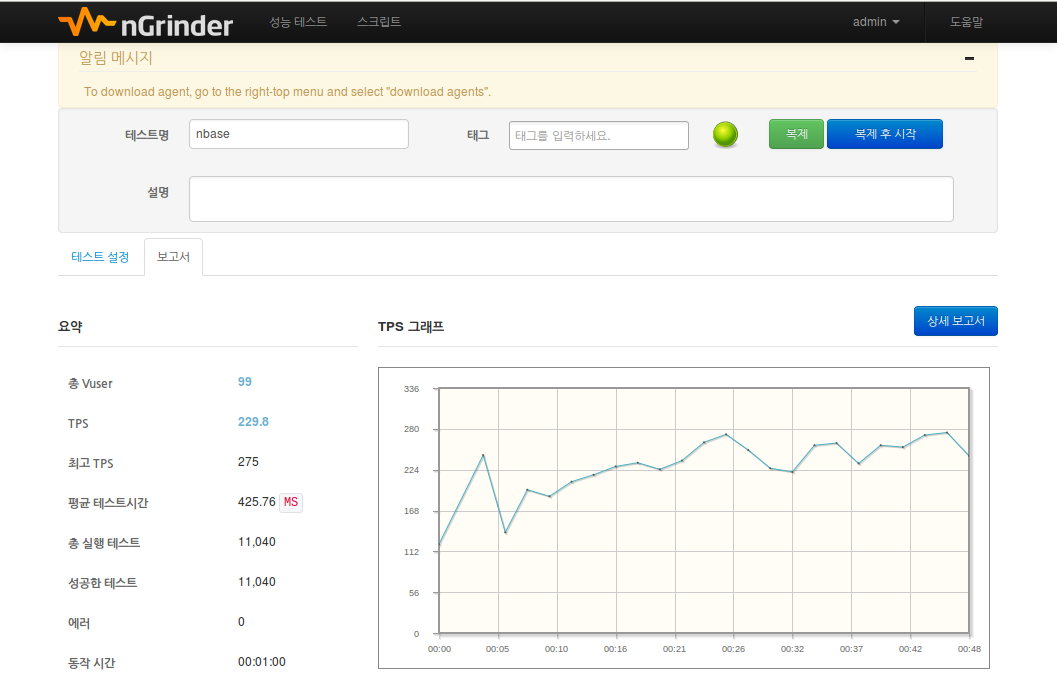 nGrinder 성능 테스트 스크립트 admin 도움말
알림 메시지
To download agent, go to the right-top menu and select "download agents".
테스트명 nbase 태그 태그를 입력하세요. 복제 복제 후 시작
설명
테스트 설정 보고서
요약
총 Vuser 99
TPS 229.8
최고 TPS 275
평균 테스트시간 425.76 MS
총 실행 테스트 11,040
성공한 테스트 11,040
에러 0
동작 시간 00:01:00
TPS 그래프 상세 보고서
336
280
224
168
112
56
0
00:00 00:05 00:10 00:16 00:21 00:26 00:32 00:37 00:42 00:48